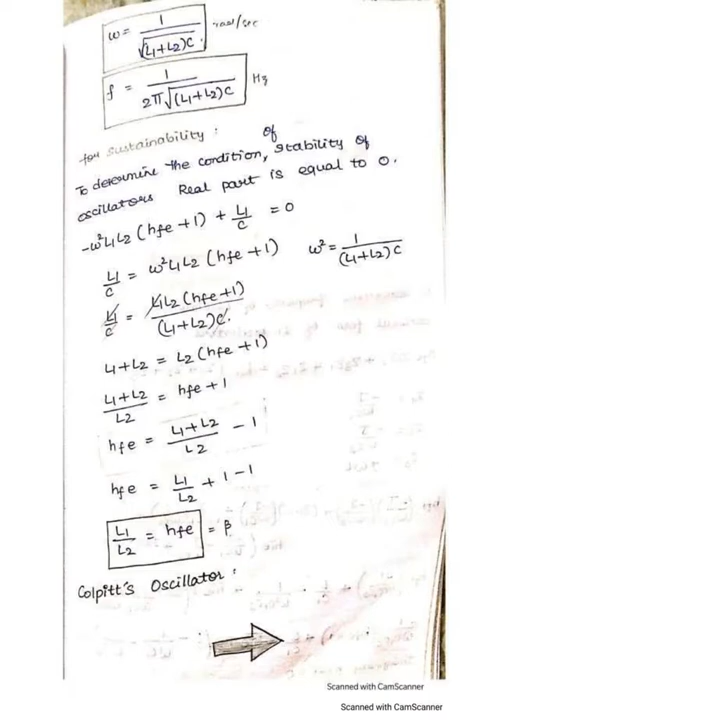 ω = 1/√(L1+L2)C rad/sec
f = 1/2π√(L1+L2)C Hz
for sustainability :
To determine the condition, of stability of
oscillators Real part is equal to 0.
-ω²L1L2 (hfe+1) + L1/C = 0
L1/C = ω²L1L2 (hfe+1) ω² = 1/(L1+L2)C
L1/C = L1L2(hfe+1)/(L1+L2)C.
L1+L2 = L2(hfe+1)
L1+L2/L2 = hfe+1
hfe = L1+L2/L2 - 1
hfe = L1/L2 + 1-1
L1/L2 = hfe = β
Colpitt's Oscillator :
Scanned with CamScanner
Scanned with CamScanner